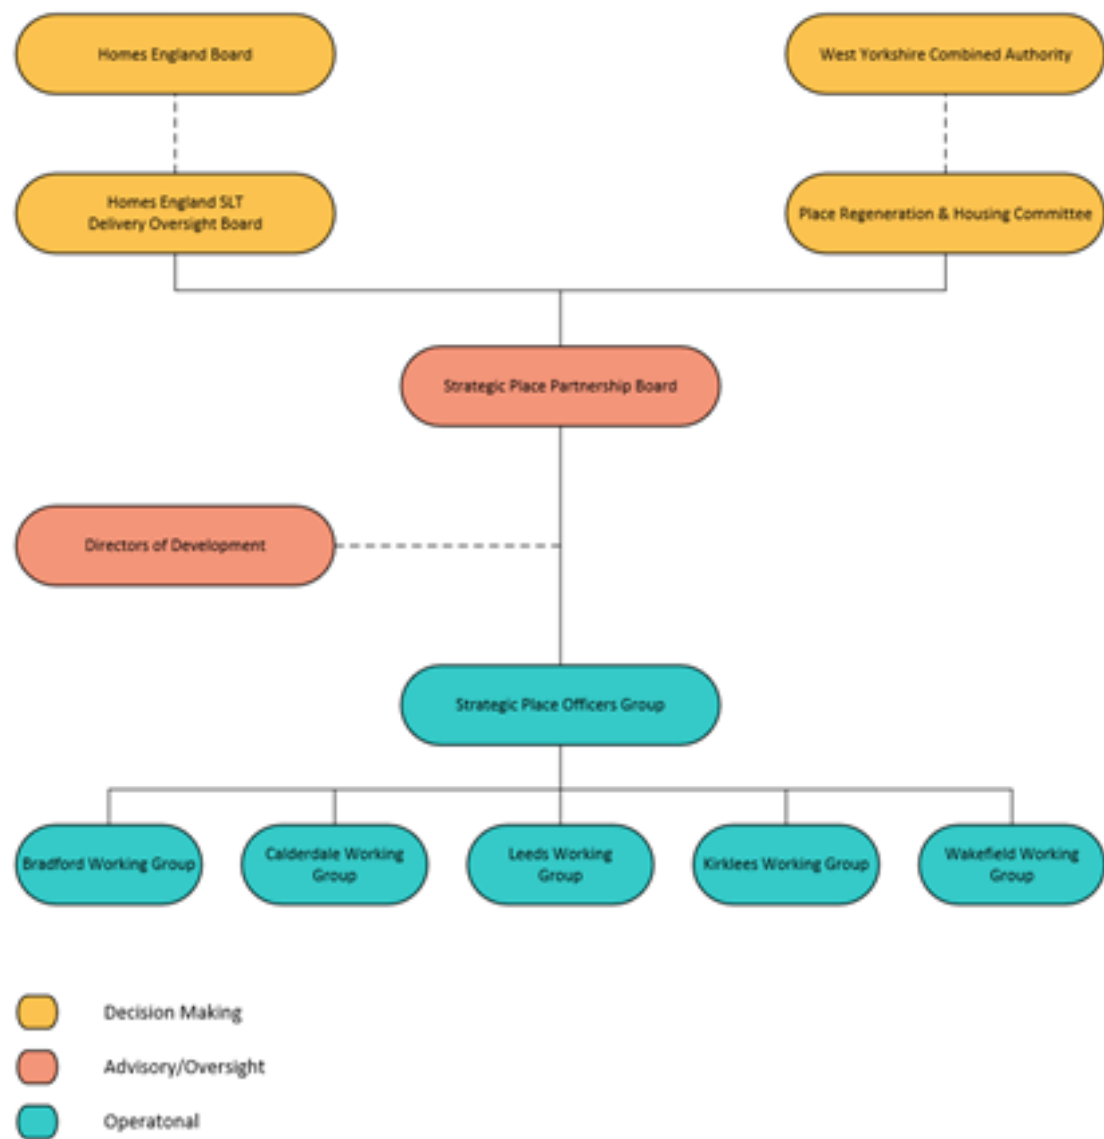 Homes England Board
West Yorkshire Combined Authority
Homes England SLT
Delivery Oversight Board
Place Regeneration & Housing Committee
Strategic Place Partnership Board
Directors of Development
Strategic Place Officers Group
Bradford Working Group
Calderdale Working
Group
Leeds Working
Group
Kirklees Working Group
Wakefield Working
Group
Decision Making
Advisory/Oversight
Operatonal